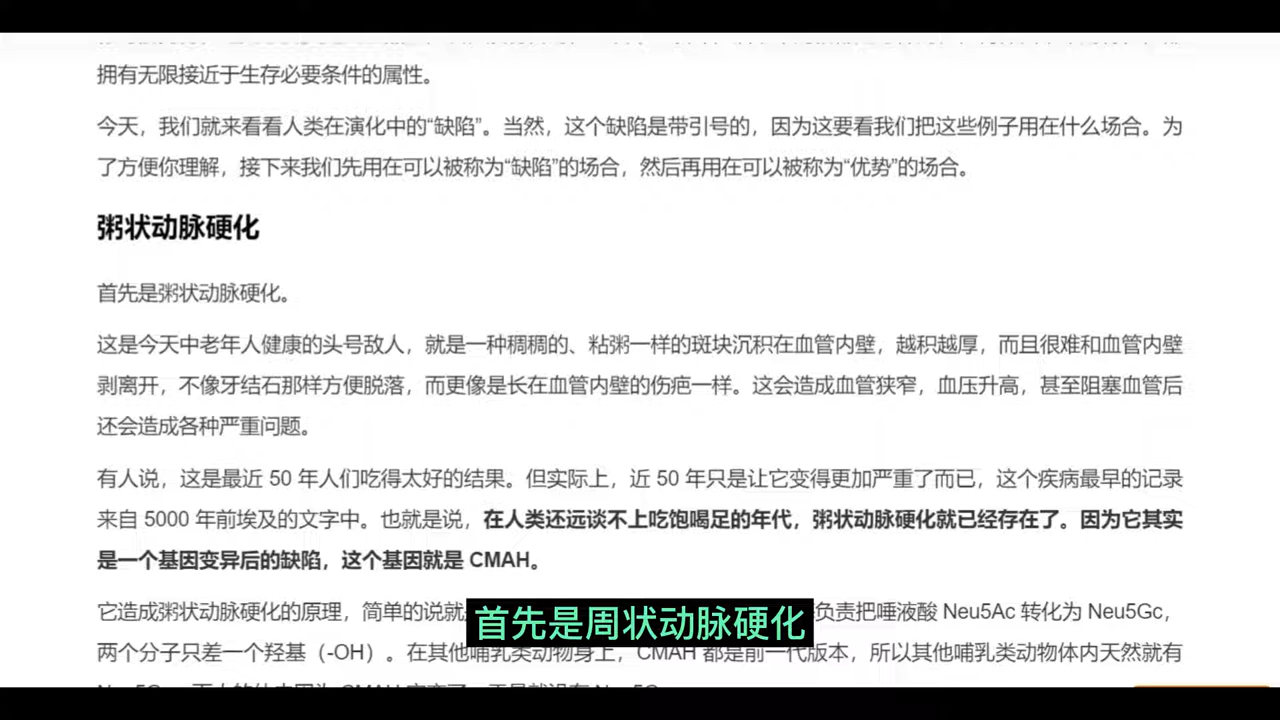 拥有无限接近于生存必要条件的属性。
今天，我们就来看看人类在演化中的“缺陷”。当然，这个缺陷是带引号的，因为这要看我们把这些例子用在什么场合。为
了方便你理解，接下来我们先用在可以被称为“缺陷”的场合，然后再用在可以被称为“优势”的场合。
粥状动脉硬化
首先是粥状动脉硬化。
这是今天中老年人健康的头号敌人，就是一种稠稠的、粘粥一样的斑块沉积在血管内壁，越积越厚，而且很难和血管内壁
剥离开，不像牙结石那样方便脱落，而更像是长在血管内壁的伤疤一样。这会造成血管狭窄，血压升高，甚至阻塞血管后
还会造成各种严重问题。
有人说，这是最近 50 年人们吃得太好的结果。但实际上，近 50 年只是让它变得更加严重了而已，这个疾病最早的记录
来自 5000 年前埃及的文字中。也就是说，在人类还远谈不上吃饱喝足的年代，粥状动脉硬化就已经存在了。因为它其实
是一个基因变异后的缺陷，这个基因就是 CMAH。
它造成粥状动脉硬化的原理，简单的说就 负责把唾液酸 Neu5Ac 转化为 Neu5Gc，
首先是周状动脉硬化
两个分子只差一个羟基（-OH）。在其他哺乳类动物身上，CMAH 都是前一代版本，所以其他哺乳类动物体内天然就有